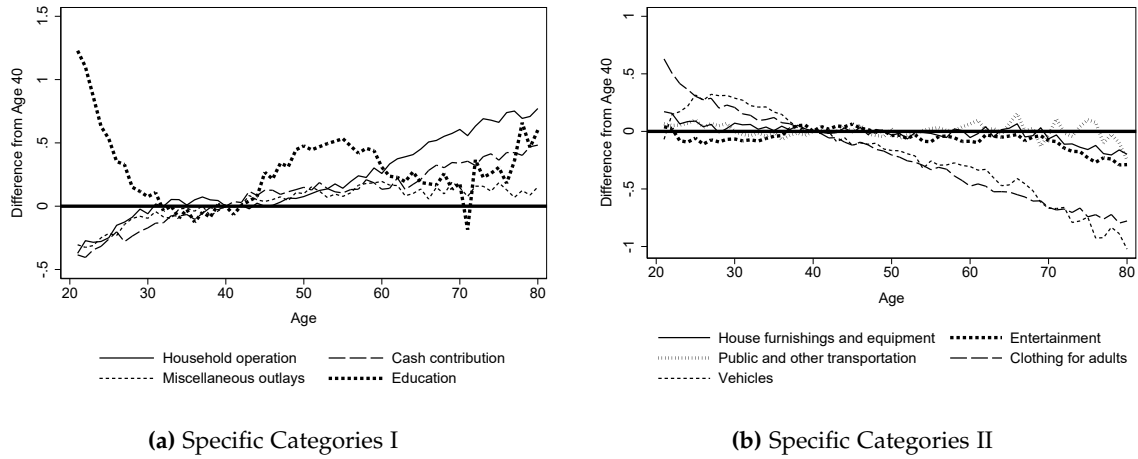 Difference from Age 40
1.5
1
.5
0
-.5
20 30 40 50 60 70 80
Age
Household operation Cash contribution
Miscellaneous outlays Education
(a) Specific Categories I
Difference from Age 40
1
.5
0
-.5
-1
20 30 40 50 60 70 80
Age
House furnishings and equipment Entertainment
Public and other transportation Clothing for adults
Vehicles
(b) Specific Categories II